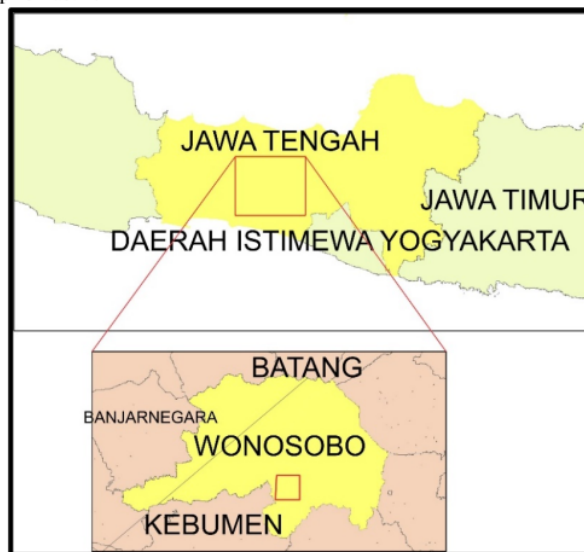 JAWA TENGAH
JAWA TIMUR
DAERAH ISTIMEWA YOGYAKARTA
BATANG
BANJARNEGARA
WONOSOBO
KEBUMEN